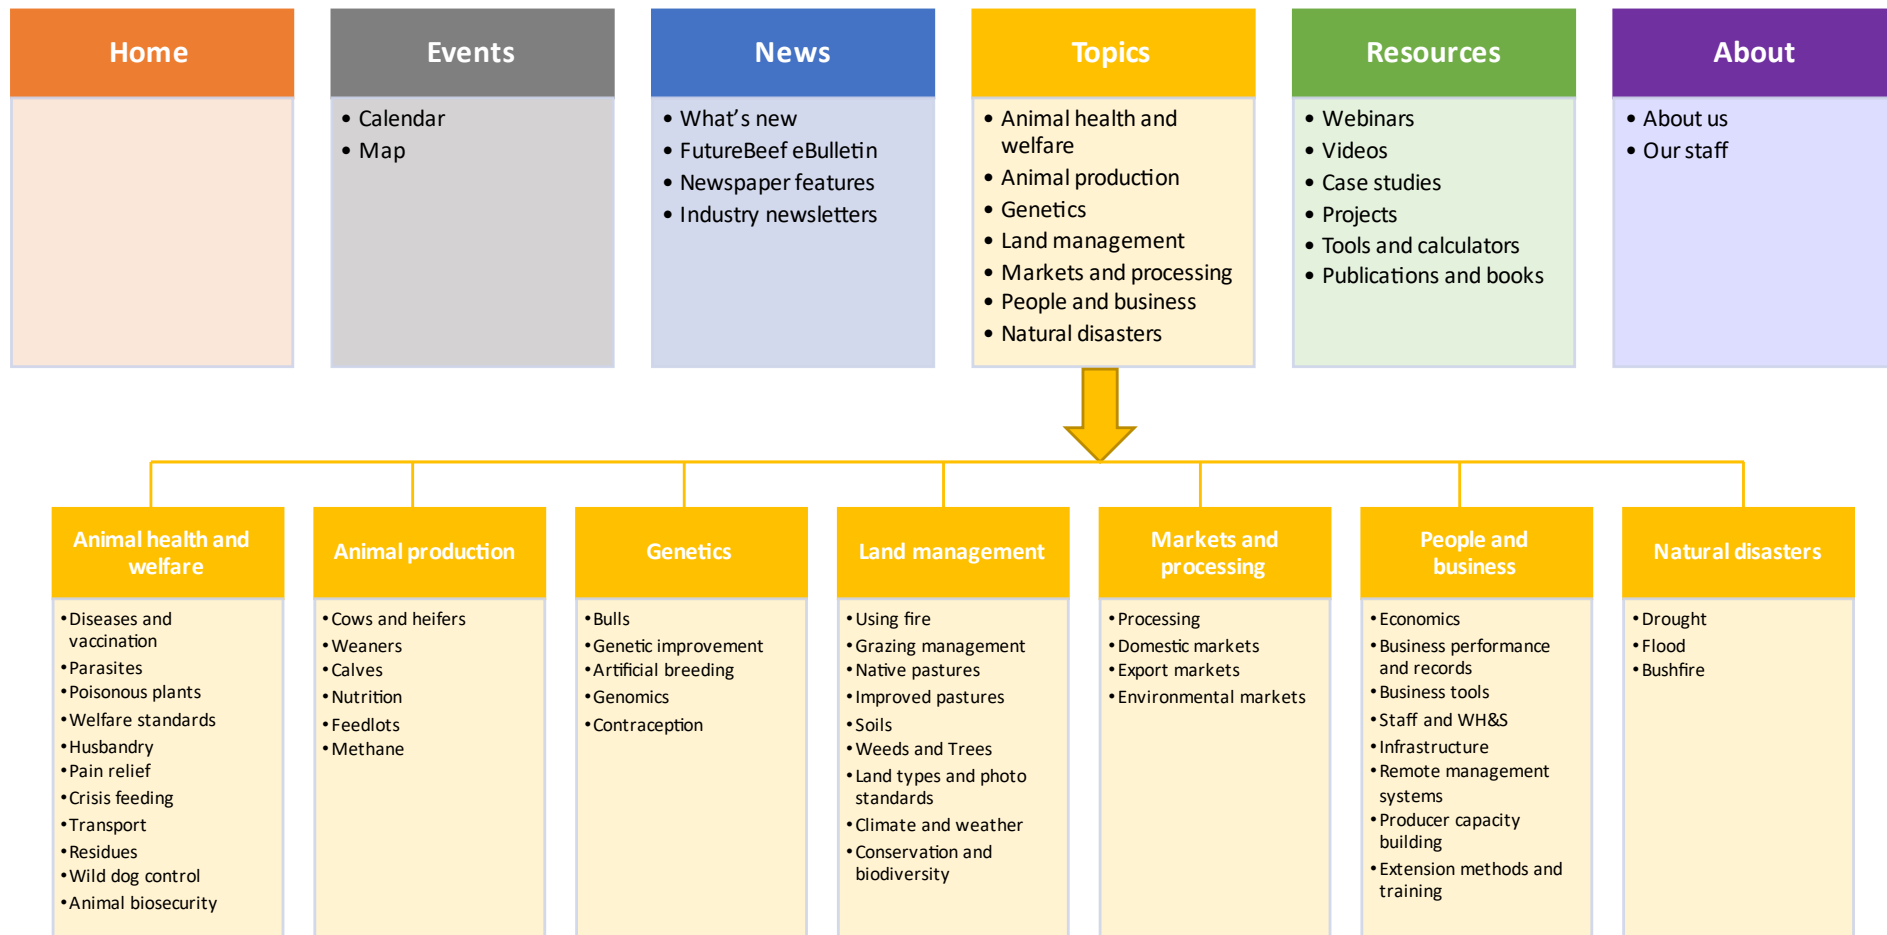 Home
Events
• Calendar
• Map
News
• What's new
• FutureBeef eBulletin
• Newspaper features
• Industry newsletters
Topics
• Animal health and
welfare
• Animal production
• Genetics
• Land management
• Markets and processing
• People and business
• Natural disasters
Resources
• Webinars
• Videos
• Case studies
• Projects
• Tools and calculators
• Publications and books
About
• About us
• Our staff
Animal health and
welfare
• Diseases and
vaccination
• Parasites
• Poisonous plants
• Welfare standards
• Husbandry
• Pain relief
• Crisis feeding
• Transport
• Residues
• Wild dog control
• Animal biosecurity
Animal production
• Cows and heifers
• Weaners
• Calves
• Nutrition
• Feedlots
• Methane
Genetics
• Bulls
• Genetic improvement
• Artificial breeding
• Genomics
• Contraception
Land management
• Using fire
• Grazing management
• Native pastures
• Improved pastures
• Soils
• Weeds and Trees
• Land types and photo
standards
• Climate and weather
• Conservation and
biodiversity
Markets and
processing
• Processing
• Domestic markets
• Export markets
• Environmental markets
People and
business
• Economics
• Business performance
and records
• Business tools
• Staff and WH&S
• Infrastructure
• Remote management
systems
• Producer capacity
building
• Extension methods and
training
Natural disasters
• Drought
• Flood
• Bushfire